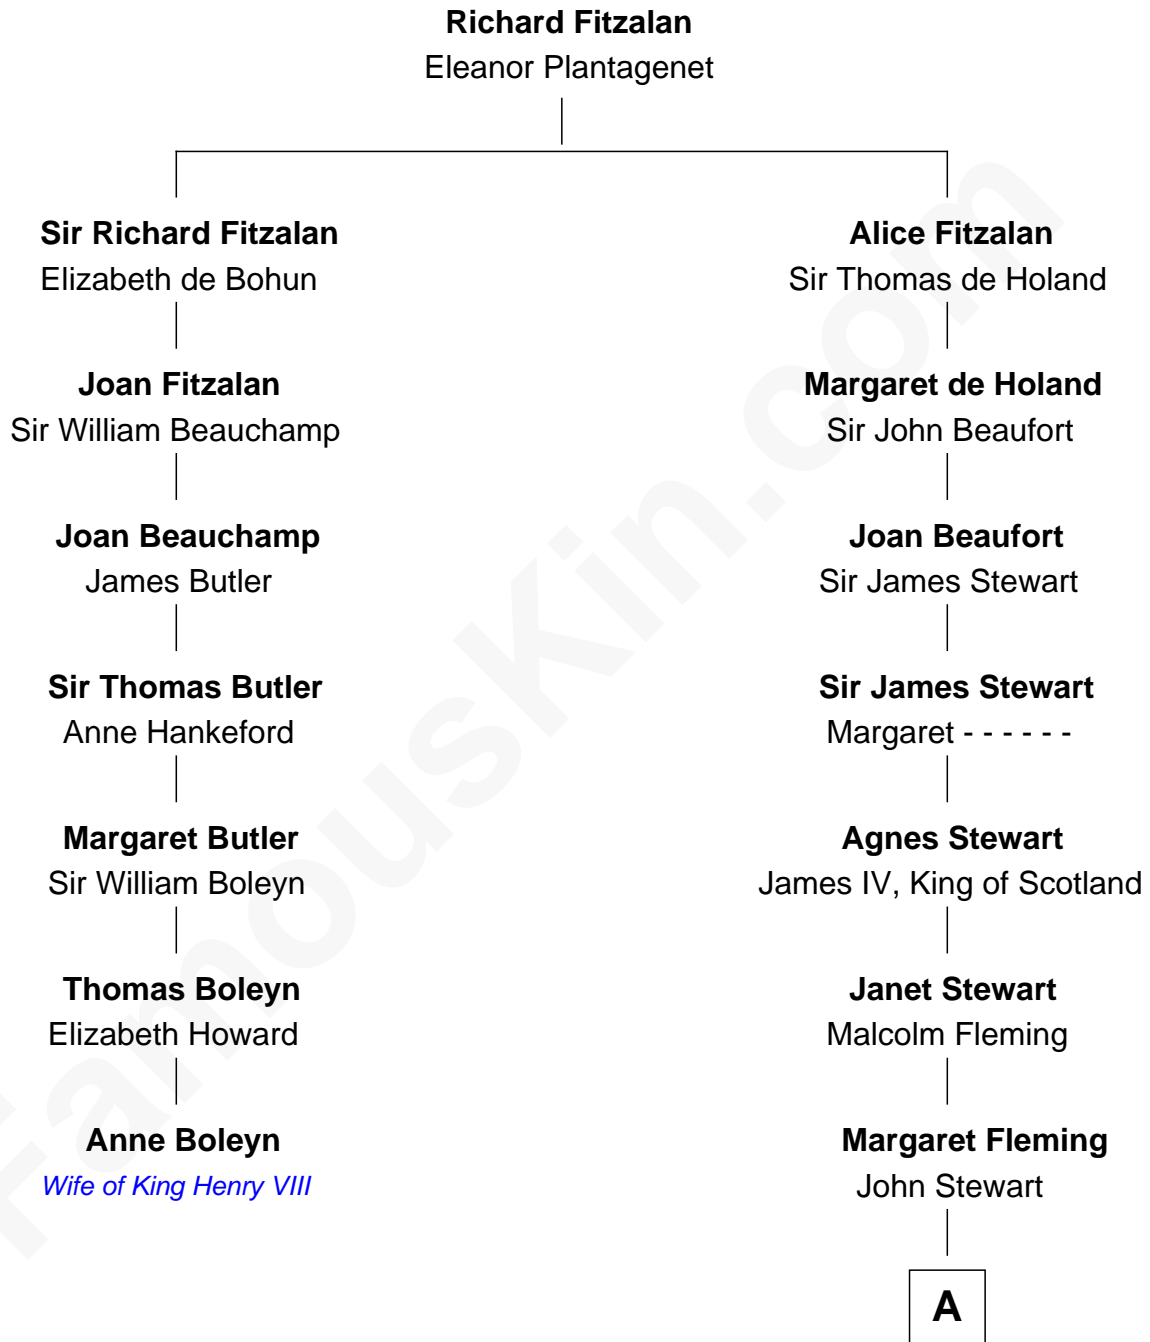 Richard Fitzalan
Eleanor Plantagenet
Sir Richard Fitzalan
Elizabeth de Bohun
Joan Fitzalan
Sir William Beauchamp
Joan Beauchamp
James Butler
Sir Thomas Butler
Anne Hankeford
Margaret Butler
Sir William Boleyn
Thomas Boleyn
Elizabeth Howard
Anne Boleyn
Wife of King Henry VIII
Alice Fitzalan
Sir Thomas de Holand
Margaret de Holand
Sir John Beaufort
Joan Beaufort
Sir James Stewart
Sir James Stewart
Margaret - - - - - -
Agnes Stewart
James IV, King of Scotland
Janet Stewart
Malcolm Fleming
Margaret Fleming
John Stewart
A
FamousKin.com